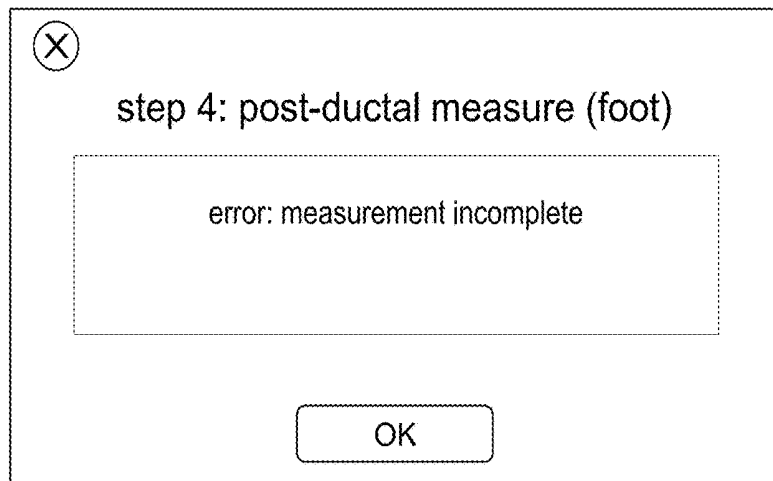 X
step 4: post-ductal measure (foot)
error: measurement incomplete
OK